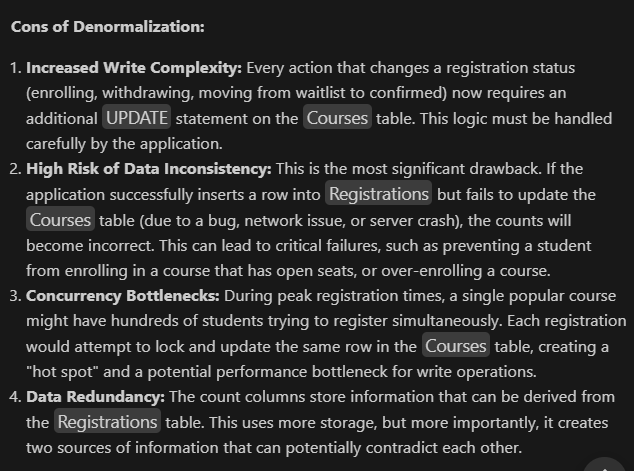 Cons of Denormalization:
1. Increased Write Complexity: Every action that changes a registration status
(enrolling, withdrawing, moving from waitlist to confirmed) now requires an
additional UPDATE statement on the Courses table. This logic must be handled
carefully by the application.
2. High Risk of Data Inconsistency: This is the most significant drawback. If the
application successfully inserts a row into Registrations but fails to update the
Courses table (due to a bug, network issue, or server crash), the counts will
become incorrect. This can lead to critical failures, such as preventing a student
from enrolling in a course that has open seats, or over-enrolling a course.
3. Concurrency Bottlenecks: During peak registration times, a single popular course
might have hundreds of students trying to register simultaneously. Each registration
would attempt to lock and update the same row in the Courses table, creating a
"hot spot" and a potential performance bottleneck for write operations.
4. Data Redundancy: The count columns store information that can be derived from
the Registrations table. This uses more storage, but more importantly, it creates
two sources of information that can potentially contradict each other.